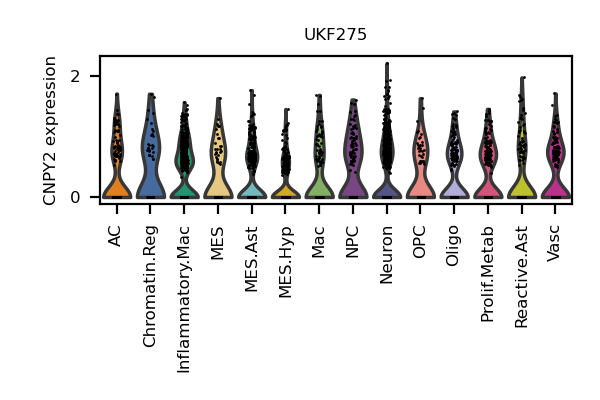 UKF275
CNPY2 expression
2
0
AC
Chromatin.Reg
Inflammatory.Mac
MES
MES.Ast
MES.Hyp
Mac
NPC
Neuron
OPC
Oligo
Prolif.Metab
Reactive.Ast
Vasc